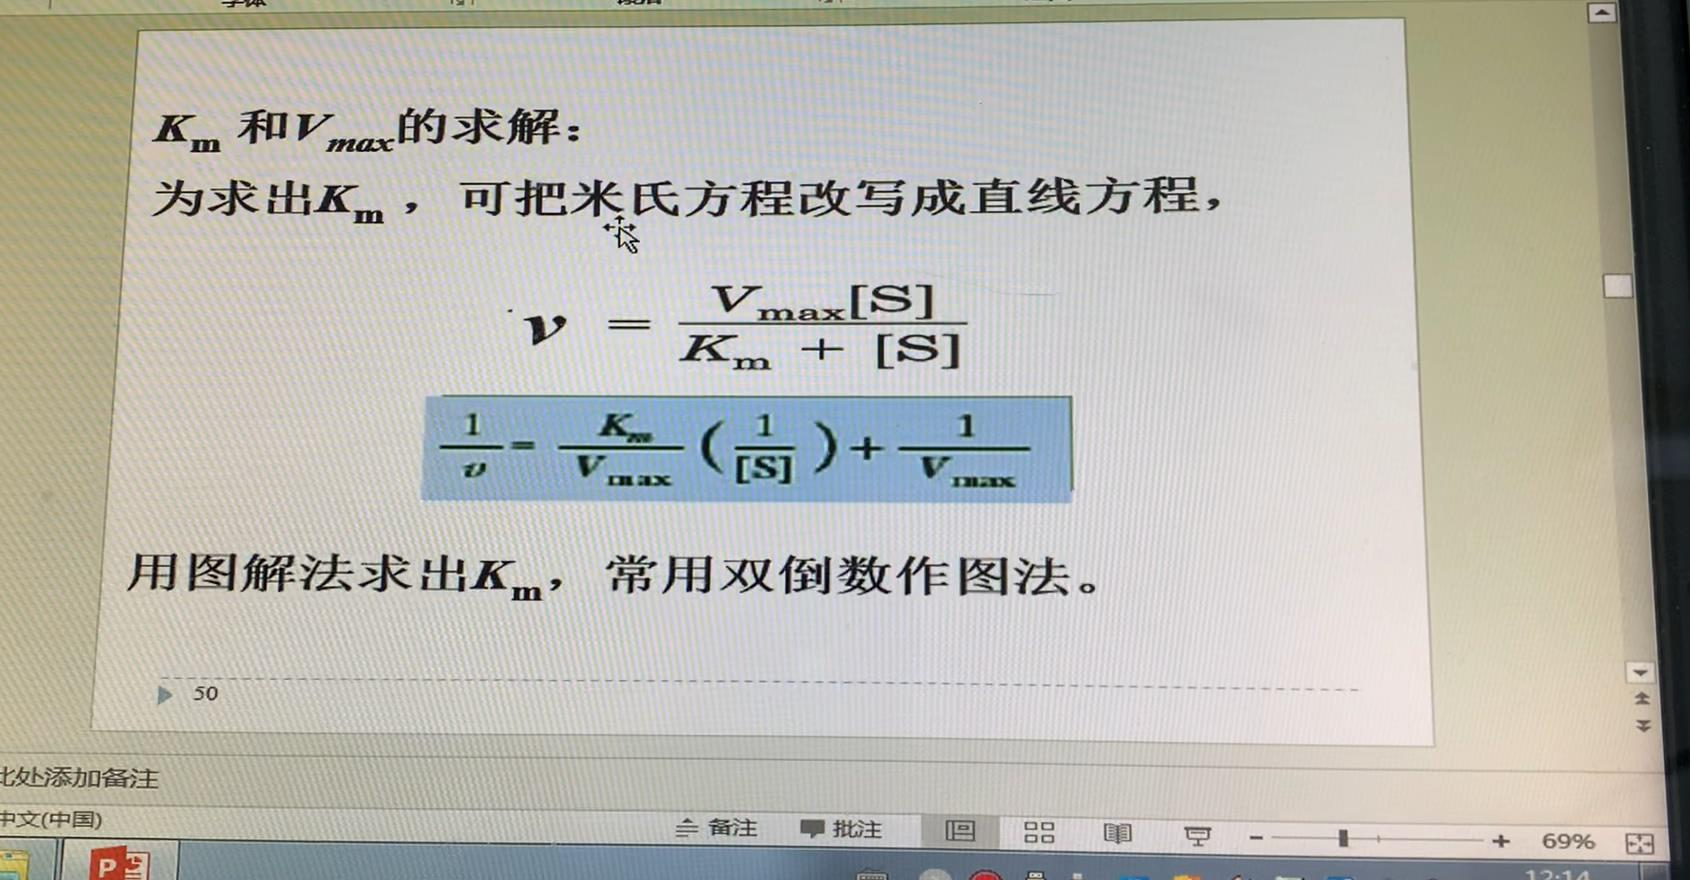 Km 和Vmax的求解：
为求出Km ，可把米氏方程改写成直线方程，
v = Vmax[S] / Km + [S]
1/v = Km/Vmax (1/[S]) + 1/Vmax
用图解法求出Km，常用双倒数作图法。
50
此处添加备注
中文(中国)
备注 批注 69%
P
12:14